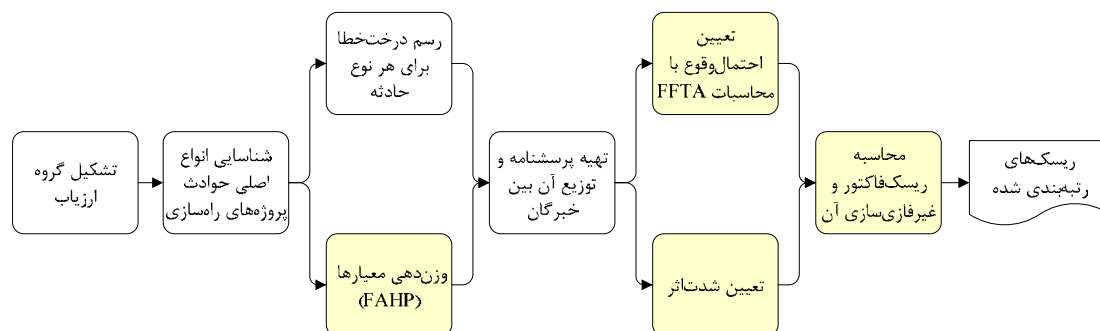 تشکیل گروه
ارزیاب
شناسایی انواع
اصلی حوادث
پروژه‌های راه‌سازی
رسم درخت‌خطا
برای هر نوع
حادثه
وزن‌دهی معیارها
(FAHP)
تهیه پرسشنامه و
توزیع آن بین
خبرگان
تعیین
احتمال‌وقوع با
محاسبات FFTA
تعیین شدت‌اثر
محاسبه
ریسک‌فاکتور و
غیرفازی‌سازی آن
ریسک‌های
رتبه‌بندی شده